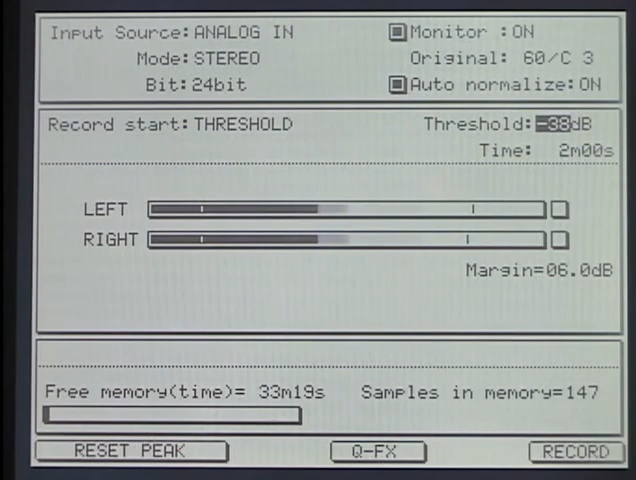 Input Source:ANALOG IN
Monitor :ON
Mode:STEREO
Original: 60/C 3
Bit:24bit
Auto normalize:ON
Record start:THRESHOLD
Threshold:-38dB
Time: 2m00s
LEFT
RIGHT
Margin=06.0dB
Free memory(time)= 33m19s
Samples in memory=147
RESET PEAK
Q-FX
RECORD